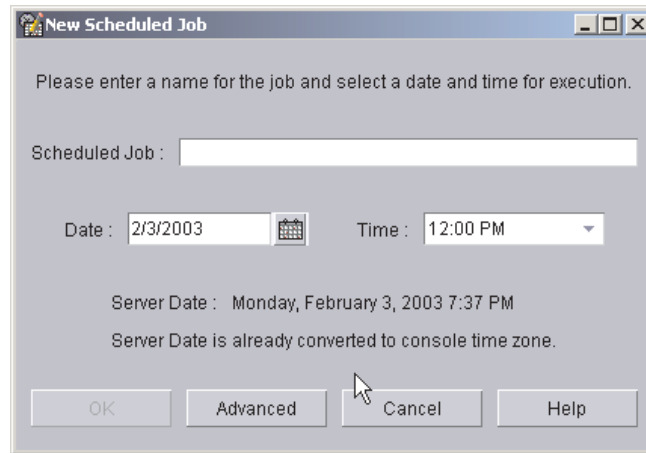 New Scheduled Job
Please enter a name for the job and select a date and time for execution.
Scheduled Job :
Date : 2/3/2003 Time : 12:00 PM
Server Date : Monday, February 3, 2003 7:37 PM
Server Date is already converted to console time zone.
OK Advanced Cancel Help